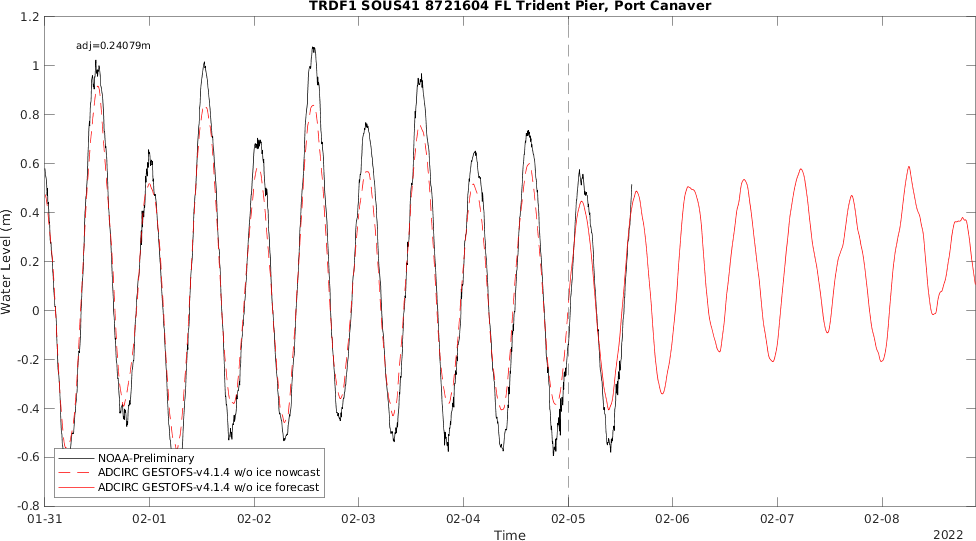 TRDF1 SOUS41 8721604 FL Trident Pier, Port Canaver
1.2
adj=0.24079m
1
0.8
0.6
0.4
0.2
0
-0.2
-0.4
-0.6
-0.8
Water Level (m)
NOAA-Preliminary
ADCIRC GESTOFS-v4.1.4 w/o ice nowcast
ADCIRC GESTOFS-v4.1.4 w/o ice forecast
01-31 02-01 02-02 02-03 02-04 02-05 02-06 02-07 02-08
Time
2022